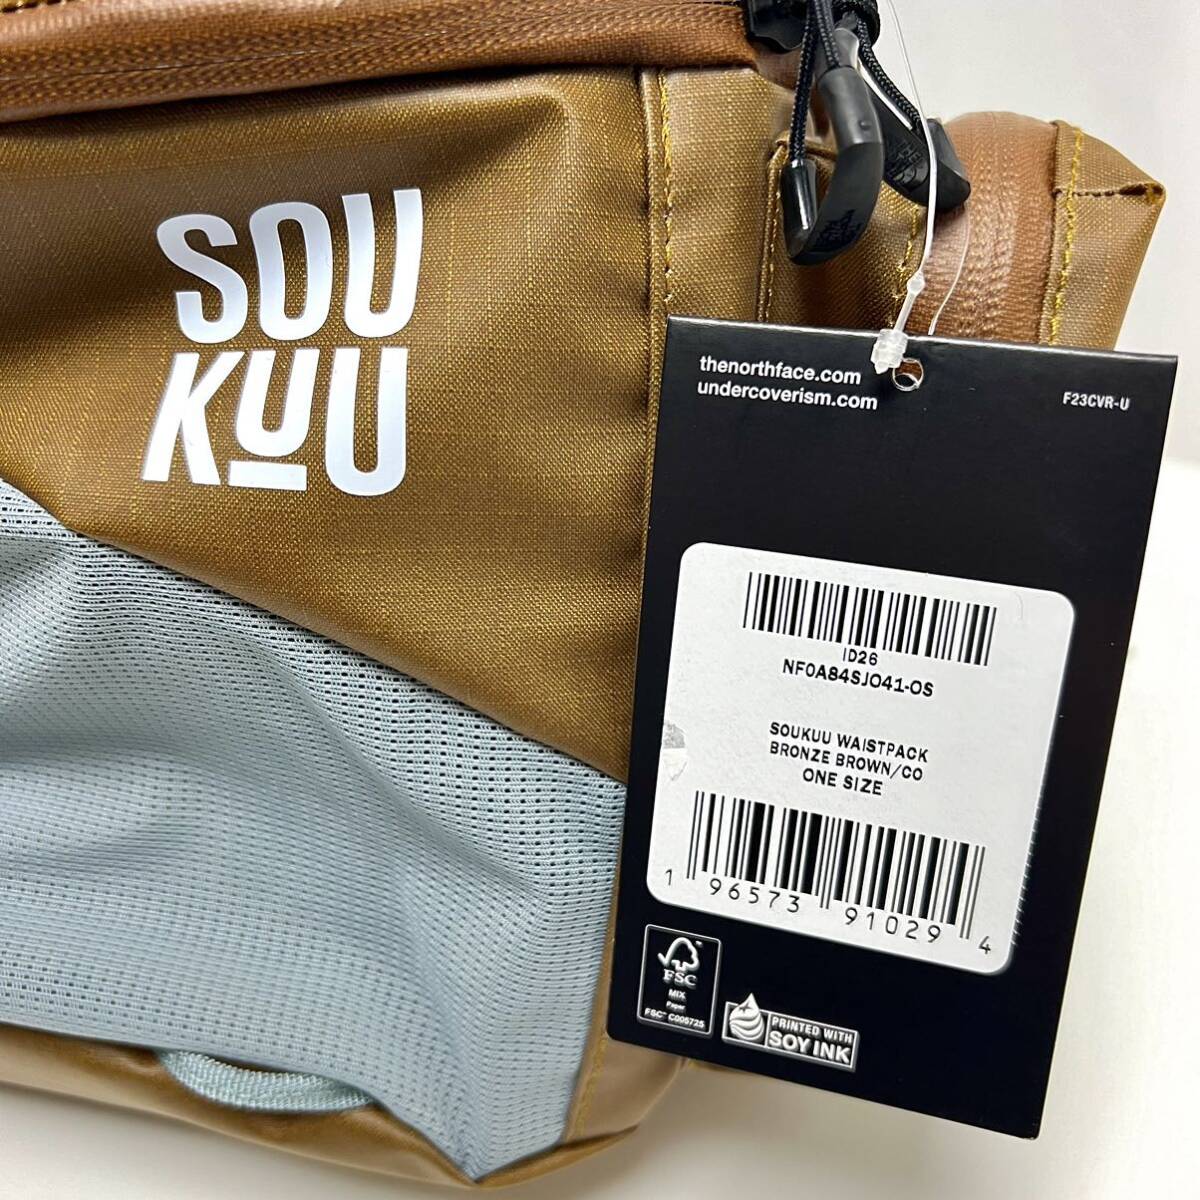 SOU
KUU
thenorthface.com
undercoverism.com
F23CVR-U
ID26
NF0A84SJO41-OS
SOUKUU WAISTPACK
BRONZE BROWN/CO
ONE SIZE
1 96573 91029 4
FSC
MIX
Paper
FSC™ C005725
PRINTED WITH
SOY INK